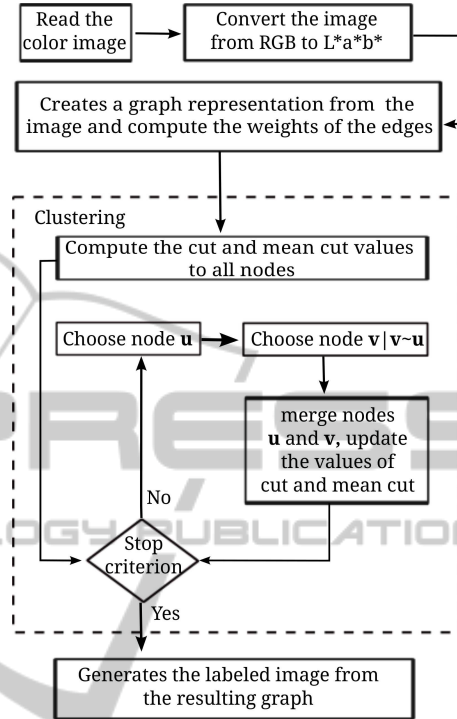 Read the
color image
Convert the image
from RGB to L*a*b*
Creates a graph representation from the
image and compute the weights of the edges
Clustering
Compute the cut and mean cut values
to all nodes
Choose node u
Choose node v|v~u
merge nodes
u and v, update
the values of
cut and mean cut
No
Stop
criterion
Yes
Generates the labeled image from
the resulting graph
PRESS
LOGY PUBLICATION